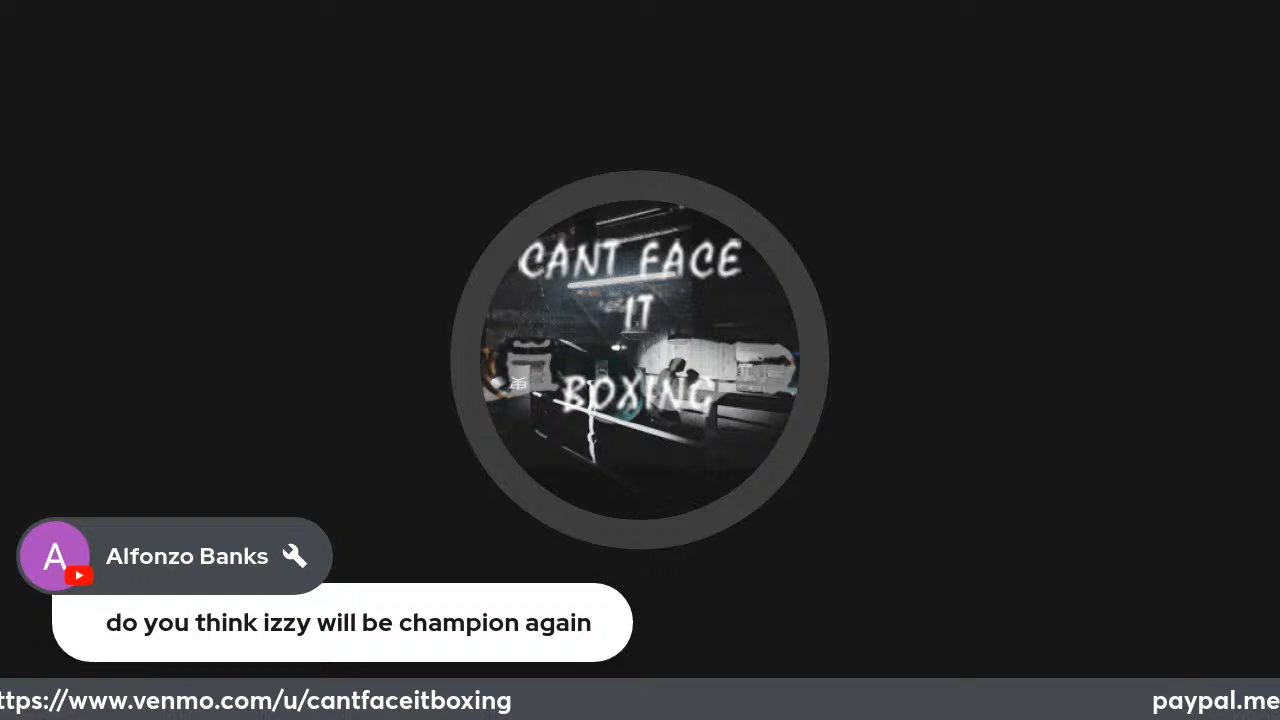 CANT FACE
IT
BOXING
A
Alfonzo Banks
do you think izzy will be champion again
ttps://www.venmo.com/u/cantfaceitboxing
paypal.me